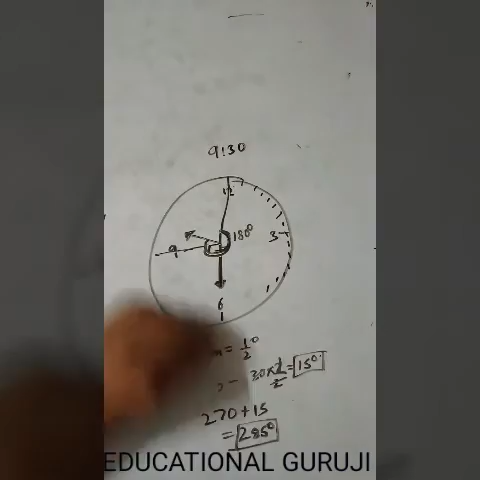 9:30
12
180°
9
3
6
= 1/2°
30 × 1/2 = 15°
270 + 15
= 285°
EDUCATIONAL GURUJI